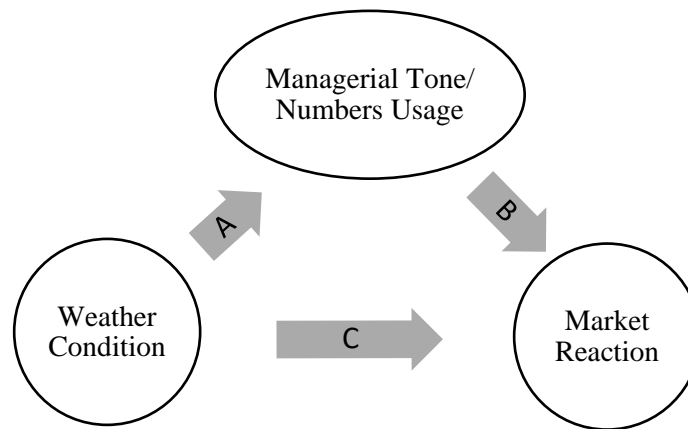 Managerial Tone/
Numbers Usage
A
B
Weather
Condition
C
Market
Reaction